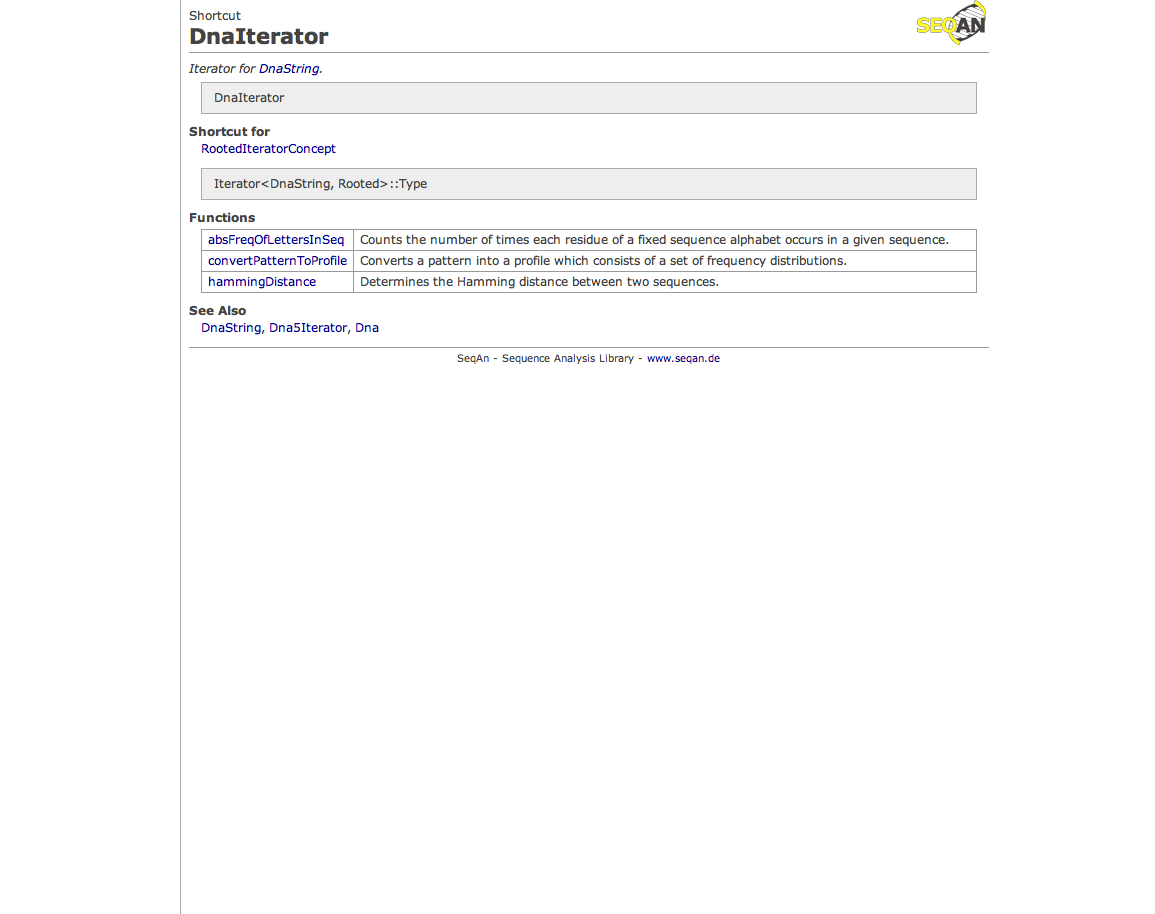 Shortcut
DnaIterator
SEQAN
Iterator for DnaString.
DnaIterator
Shortcut for
RootedIteratorConcept
Iterator<DnaString, Rooted>::Type
Functions
absFreqOfLettersInSeq Counts the number of times each residue of a fixed sequence alphabet occurs in a given sequence.
convertPatternToProfile Converts a pattern into a profile which consists of a set of frequency distributions.
hammingDistance Determines the Hamming distance between two sequences.
See Also
DnaString, Dna5Iterator, Dna
SeqAn - Sequence Analysis Library - www.seqan.de